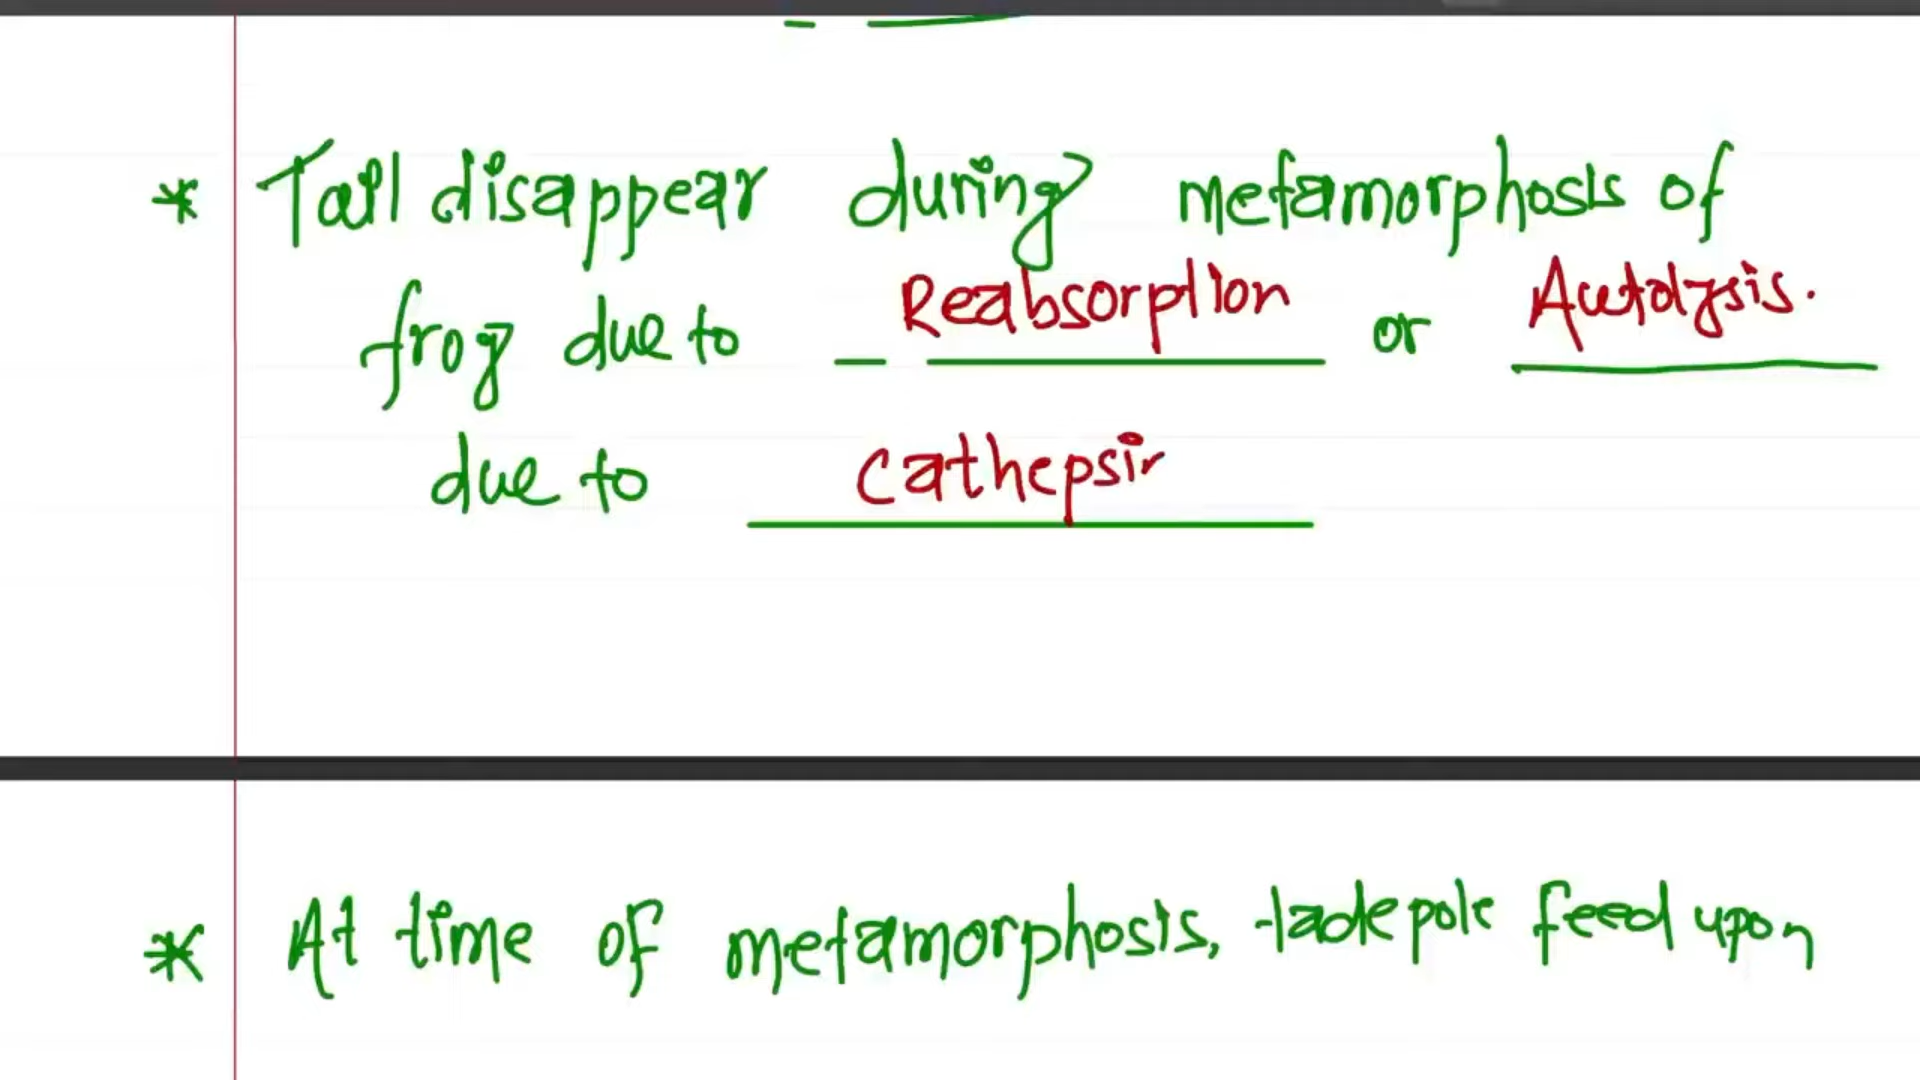 * Tail disappear during metamorphosis of
frog due to Reabsorption or Autolysis.
due to Cathepsin
* At time of metamorphosis, tadepole feed upon